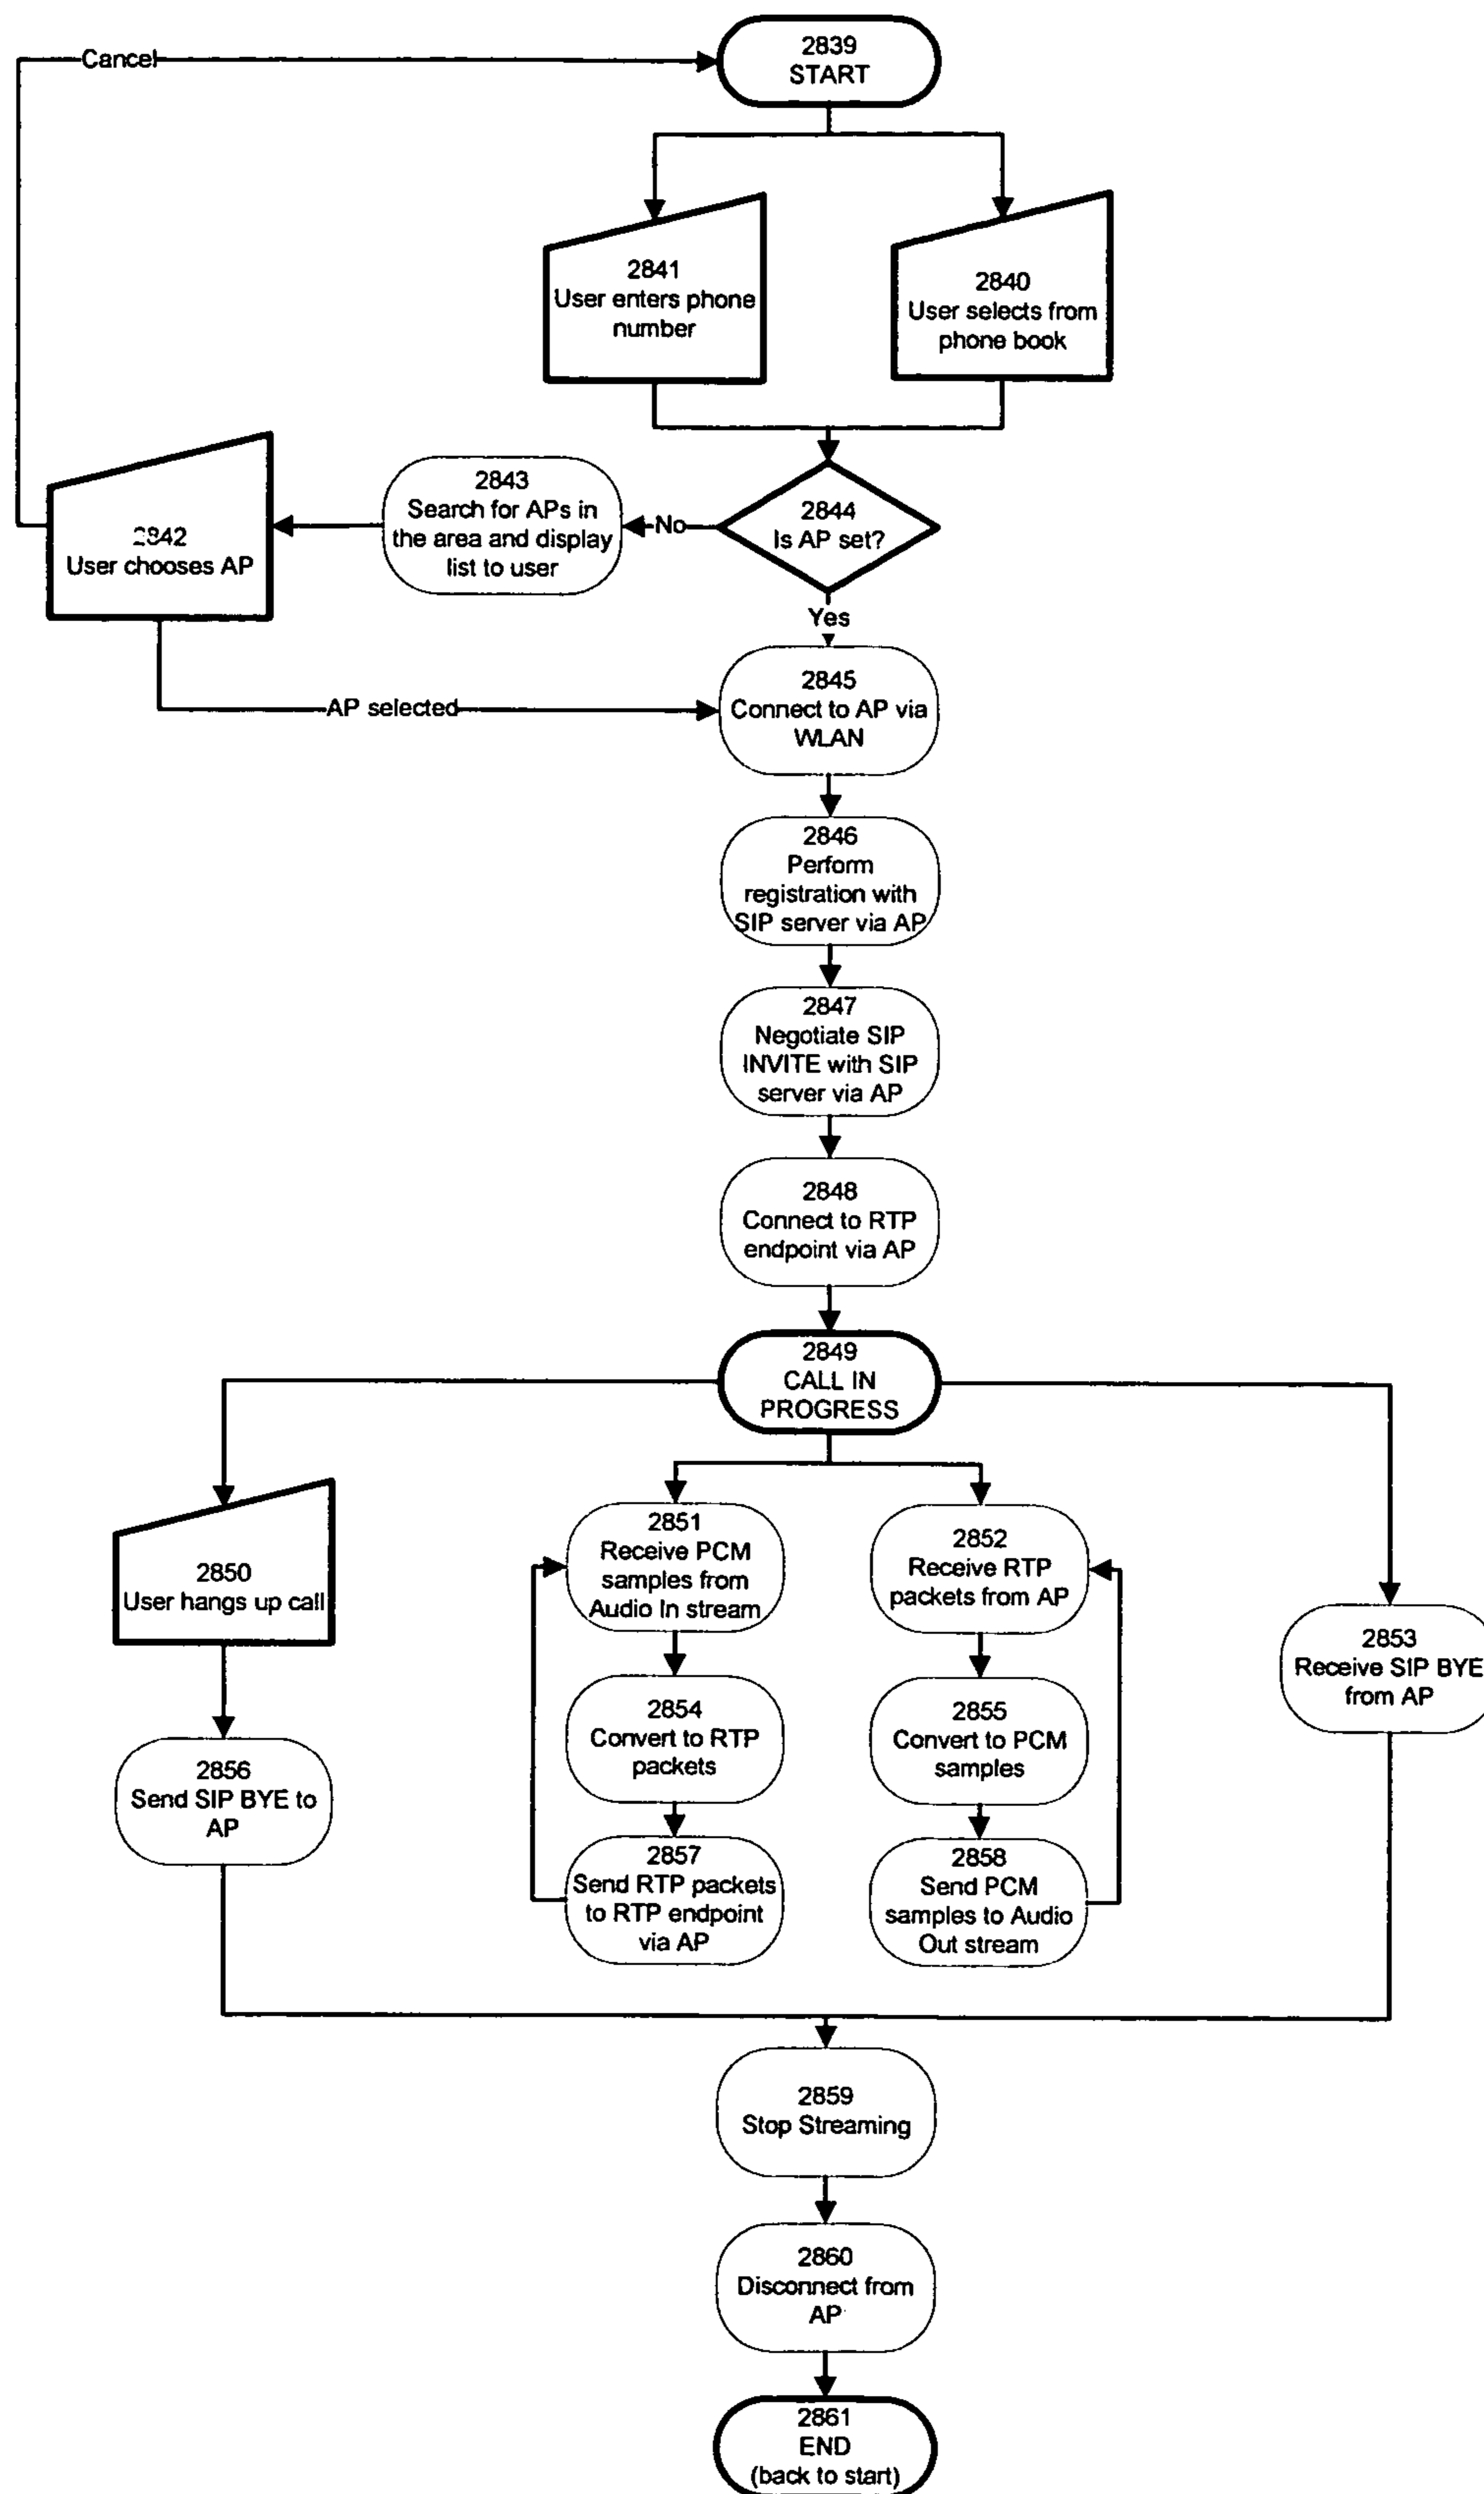 Cancel
2839
START
2841
User enters phone
number
2840
User selects from
phone book
2842
User chooses AP
2843
Search for APs in
the area and display
list to user
No
2844
Is AP set?
Yes
AP selected
2845
Connect to AP via
WLAN
2846
Perform
registration with
SIP server via AP
2847
Negotiate SIP
INVITE with SIP
server via AP
2848
Connect to RTP
endpoint via AP
2849
CALL IN
PROGRESS
2850
User hangs up call
2851
Receive PCM
samples from
Audio In stream
2852
Receive RTP
packets from AP
2853
Receive SIP BYE
from AP
2854
Convert to RTP
packets
2855
Convert to PCM
samples
2856
Send SIP BYE to
AP
2857
Send RTP packets
to RTP endpoint
via AP
2858
Send PCM
samples to Audio
Out stream
2859
Stop Streaming
2860
Disconnect from
AP
2861
END
(back to start)